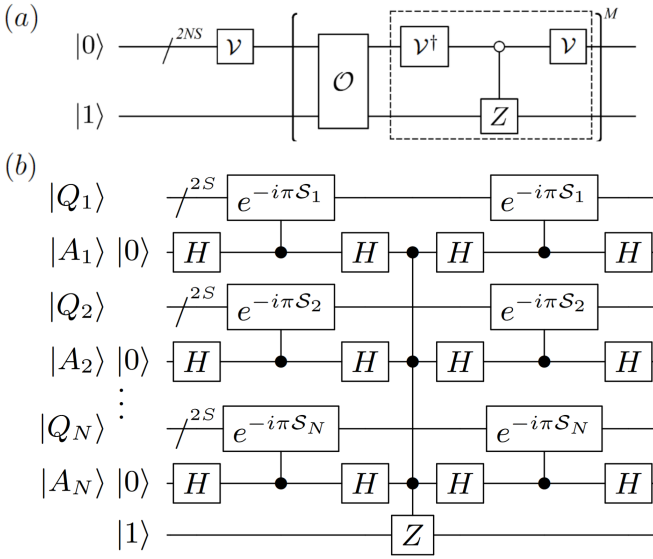 (a)
|0⟩ 2NS 𝒱 𝒪 𝒱† 𝒱 M
|1⟩ Z
(b)
|Q₁⟩ 2S e^{-iπ𝒮₁} e^{-iπ𝒮₁}
|A₁⟩ |0⟩ H H H H
|Q₂⟩ 2S e^{-iπ𝒮₂} e^{-iπ𝒮₂}
|A₂⟩ |0⟩ H H H H
⋮
|Q_N⟩ 2S e^{-iπ𝒮_N} e^{-iπ𝒮_N}
|A_N⟩ |0⟩ H H H H
|1⟩ Z